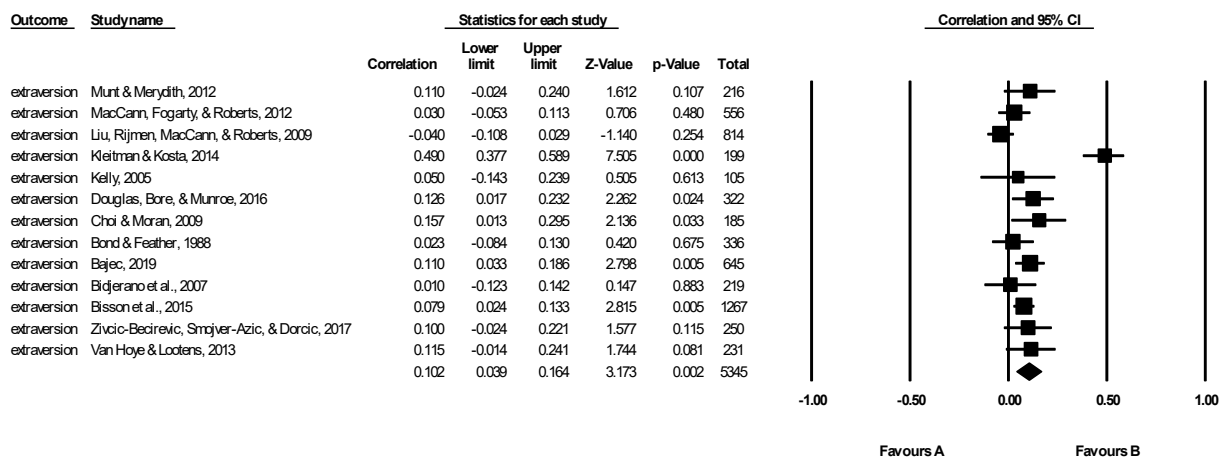 Outcome Studyname Statistics for each study Correlation and 95% CI
Lower Upper
Correlation limit limit Z-Value p-Value Total
extraversion Munt & Merydith, 2012 0.110 -0.024 0.240 1.612 0.107 216
extraversion MacCann, Fogarty, & Roberts, 2012 0.030 -0.053 0.113 0.706 0.480 556
extraversion Liu, Rijmen, MacCann, & Roberts, 2009 -0.040 -0.108 0.029 -1.140 0.254 814
extraversion Kleitman & Kosta, 2014 0.490 0.377 0.589 7.505 0.000 199
extraversion Kelly, 2005 0.050 -0.143 0.239 0.505 0.613 105
extraversion Douglas, Bore, & Munroe, 2016 0.126 0.017 0.232 2.262 0.024 322
extraversion Choi & Moran, 2009 0.157 0.013 0.295 2.136 0.033 185
extraversion Bond & Feather, 1988 0.023 -0.084 0.130 0.420 0.675 336
extraversion Bajec, 2019 0.110 0.033 0.186 2.798 0.005 645
extraversion Bidjerano et al., 2007 0.010 -0.123 0.142 0.147 0.883 219
extraversion Bisson et al., 2015 0.079 0.024 0.133 2.815 0.005 1267
extraversion Zivcic-Becirevic, Smojver-Azic, & Dorcic, 2017 0.100 -0.024 0.221 1.577 0.115 250
extraversion Van Hoye & Lootens, 2013 0.115 -0.014 0.241 1.744 0.081 231
0.102 0.039 0.164 3.173 0.002 5345
-1.00 -0.50 0.00 0.50 1.00
Favours A Favours B